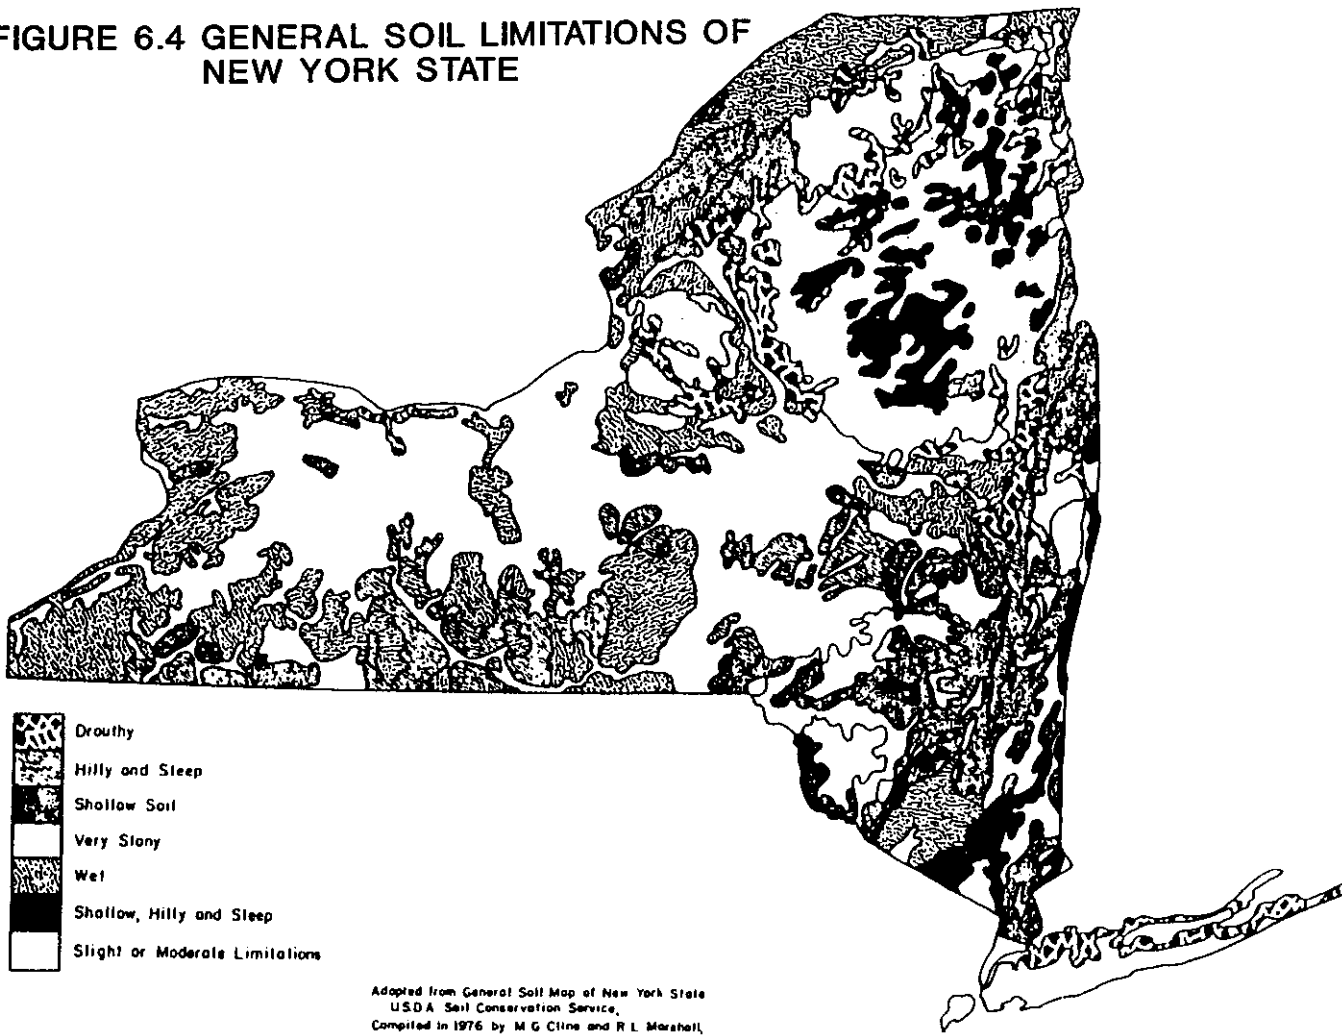 FIGURE 6.4 GENERAL SOIL LIMITATIONS OF
NEW YORK STATE
Drouthy
Hilly and Sleep
Shallow Soil
Very Stony
Wet
Shallow, Hilly and Sleep
Slight or Moderate Limitations
Adapted from General Soil Map of New York State
U.S.D.A Soil Conservation Service,
Compiled in 1976 by M G Cline and R L Marshall,